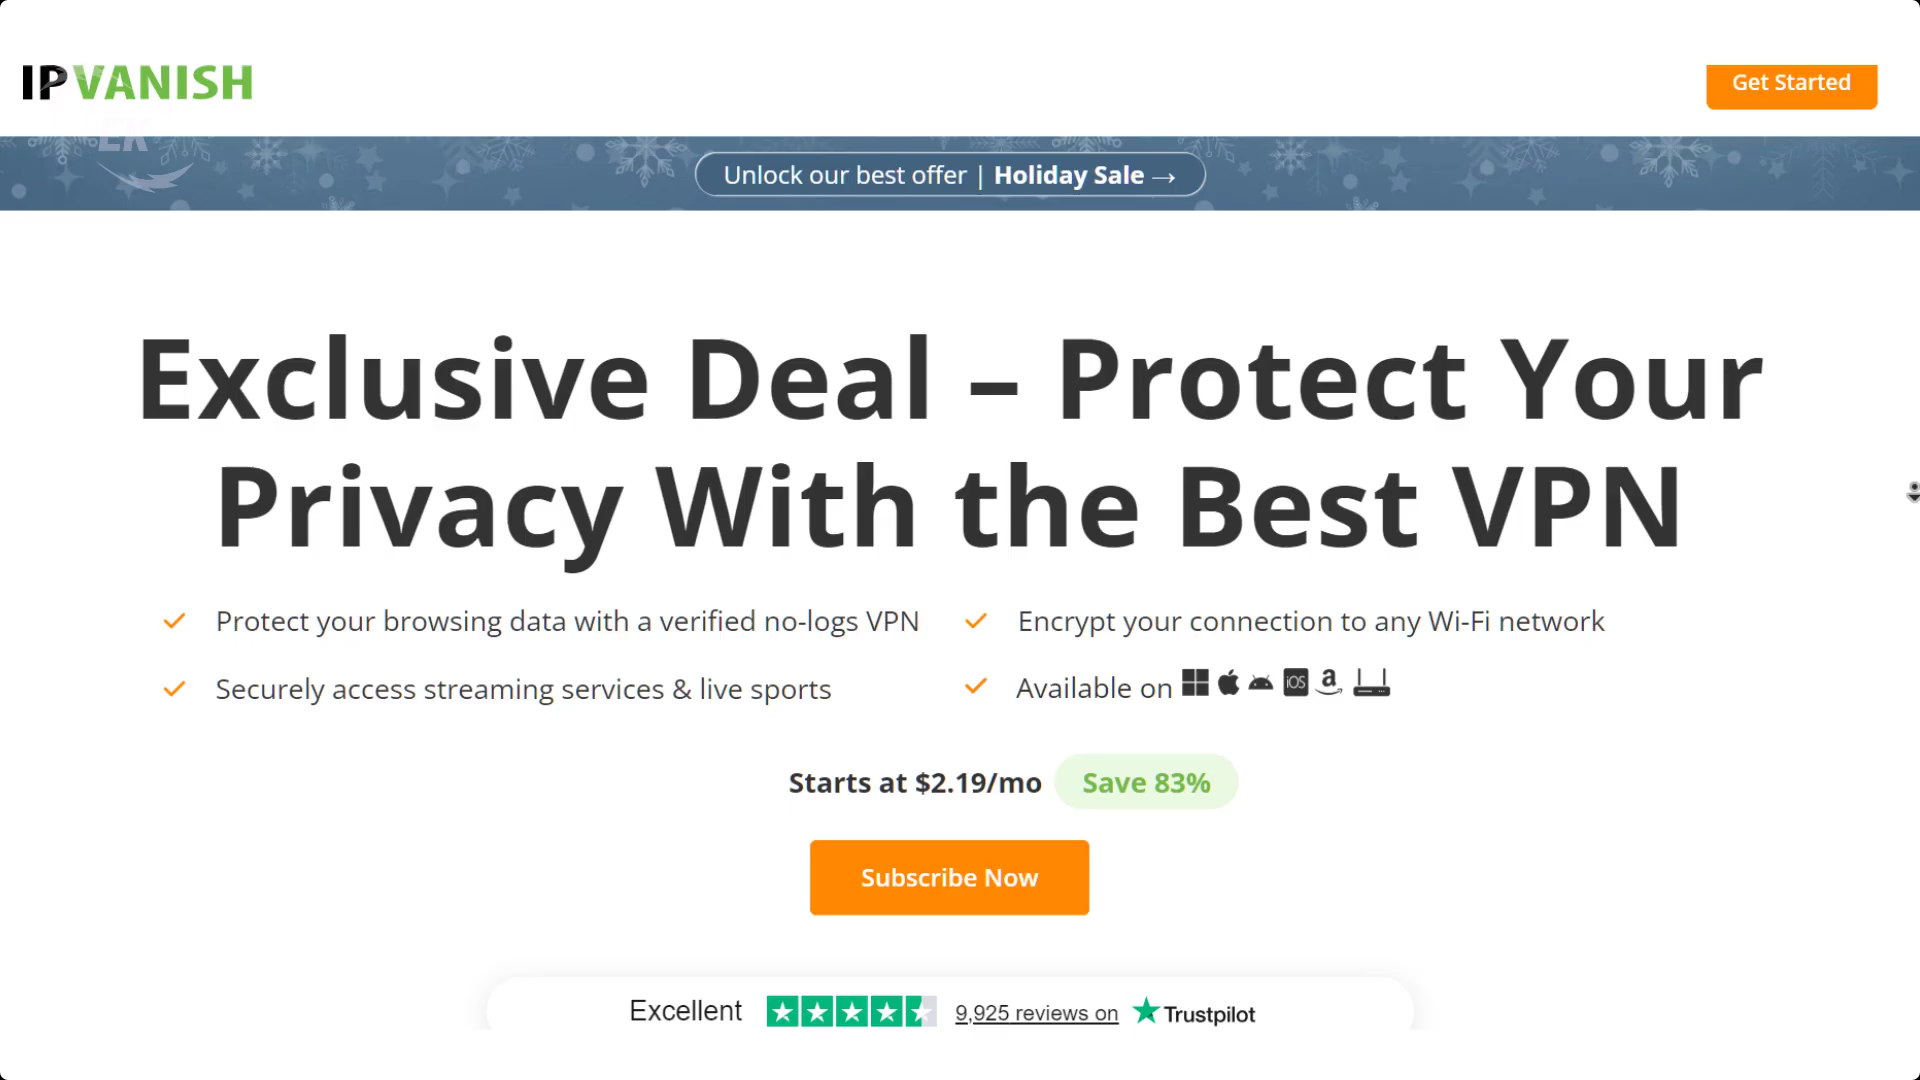 IPVANISH
Get Started
EK
Unlock our best offer | Holiday Sale →
Exclusive Deal – Protect Your
Privacy With the Best VPN
Protect your browsing data with a verified no-logs VPN
Encrypt your connection to any Wi-Fi network
Securely access streaming services & live sports
Available on iOS a
Starts at $2.19/mo Save 83%
Subscribe Now
Excellent 9,925 reviews on Trustpilot